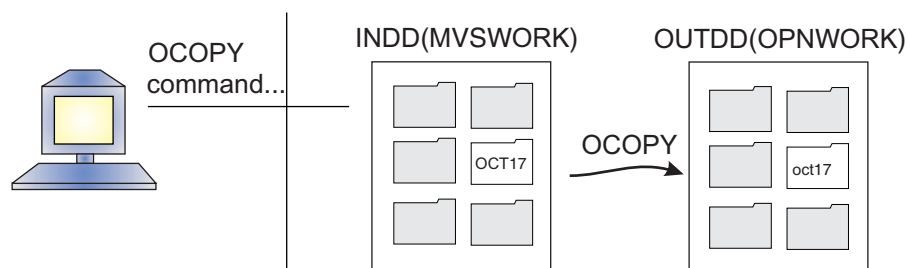 OCOPY
command...
INDD(MVSWORK)
OUTDD(OPNWORK)
OCT17
OCOPY
oct17